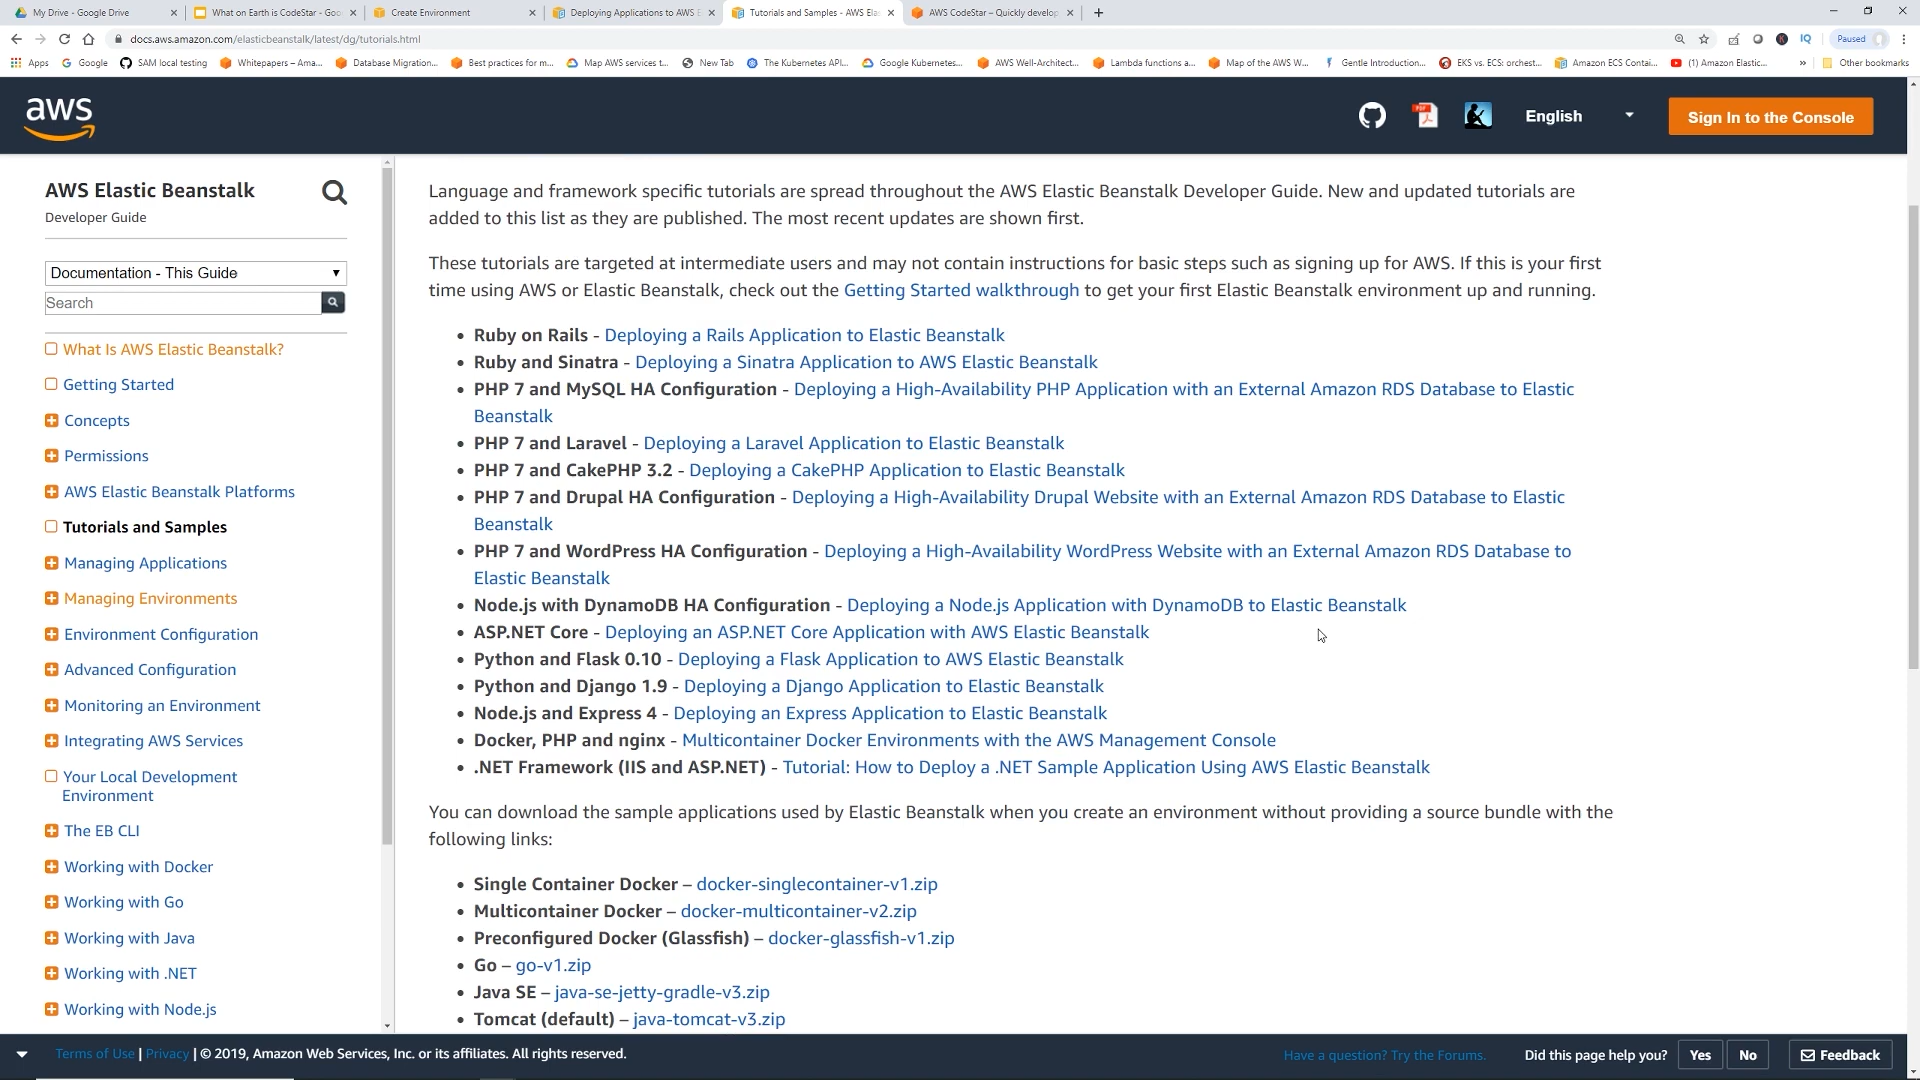 My Drive - Google Drive
What on Earth is CodeStar - Goo
Create Environment
Deploying Applications to AWS E
Tutorials and Samples - AWS Elas
AWS CodeStar – Quickly develop
docs.aws.amazon.com/elasticbeanstalk/latest/dg/tutorials.html
Paused
Apps
Google
SAM local testing
Whitepapers – Ama...
Database Migration...
Best practices for m...
Map AWS services t...
New Tab
The Kubernetes API...
Google Kubernetes...
AWS Well-Architect...
Lambda functions a...
Map of the AWS W...
Gentle Introduction...
EKS vs. ECS: orchest...
Amazon ECS Contai...
(1) Amazon Elastic...
Other bookmarks
aws
English
Sign In to the Console
AWS Elastic Beanstalk
Developer Guide
Documentation - This Guide
Search
What Is AWS Elastic Beanstalk?
Getting Started
Concepts
Permissions
AWS Elastic Beanstalk Platforms
Tutorials and Samples
Managing Applications
Managing Environments
Environment Configuration
Advanced Configuration
Monitoring an Environment
Integrating AWS Services
Your Local Development
Environment
The EB CLI
Working with Docker
Working with Go
Working with Java
Working with .NET
Working with Node.js
Language and framework specific tutorials are spread throughout the AWS Elastic Beanstalk Developer Guide. New and updated tutorials are
added to this list as they are published. The most recent updates are shown first.
These tutorials are targeted at intermediate users and may not contain instructions for basic steps such as signing up for AWS. If this is your first
time using AWS or Elastic Beanstalk, check out the Getting Started walkthrough to get your first Elastic Beanstalk environment up and running.
• Ruby on Rails - Deploying a Rails Application to Elastic Beanstalk
• Ruby and Sinatra - Deploying a Sinatra Application to AWS Elastic Beanstalk
• PHP 7 and MySQL HA Configuration - Deploying a High-Availability PHP Application with an External Amazon RDS Database to Elastic
Beanstalk
• PHP 7 and Laravel - Deploying a Laravel Application to Elastic Beanstalk
• PHP 7 and CakePHP 3.2 - Deploying a CakePHP Application to Elastic Beanstalk
• PHP 7 and Drupal HA Configuration - Deploying a High-Availability Drupal Website with an External Amazon RDS Database to Elastic
Beanstalk
• PHP 7 and WordPress HA Configuration - Deploying a High-Availability WordPress Website with an External Amazon RDS Database to
Elastic Beanstalk
• Node.js with DynamoDB HA Configuration - Deploying a Node.js Application with DynamoDB to Elastic Beanstalk
• ASP.NET Core - Deploying an ASP.NET Core Application with AWS Elastic Beanstalk
• Python and Flask 0.10 - Deploying a Flask Application to AWS Elastic Beanstalk
• Python and Django 1.9 - Deploying a Django Application to Elastic Beanstalk
• Node.js and Express 4 - Deploying an Express Application to Elastic Beanstalk
• Docker, PHP and nginx - Multicontainer Docker Environments with the AWS Management Console
• .NET Framework (IIS and ASP.NET) - Tutorial: How to Deploy a .NET Sample Application Using AWS Elastic Beanstalk
You can download the sample applications used by Elastic Beanstalk when you create an environment without providing a source bundle with the
following links:
• Single Container Docker – docker-singlecontainer-v1.zip
• Multicontainer Docker – docker-multicontainer-v2.zip
• Preconfigured Docker (Glassfish) – docker-glassfish-v1.zip
• Go – go-v1.zip
• Java SE – java-se-jetty-gradle-v3.zip
• Tomcat (default) – java-tomcat-v3.zip
Terms of Use | Privacy | © 2019, Amazon Web Services, Inc. or its affiliates. All rights reserved.
Have a question? Try the Forums.
Did this page help you?
Yes
No
Feedback